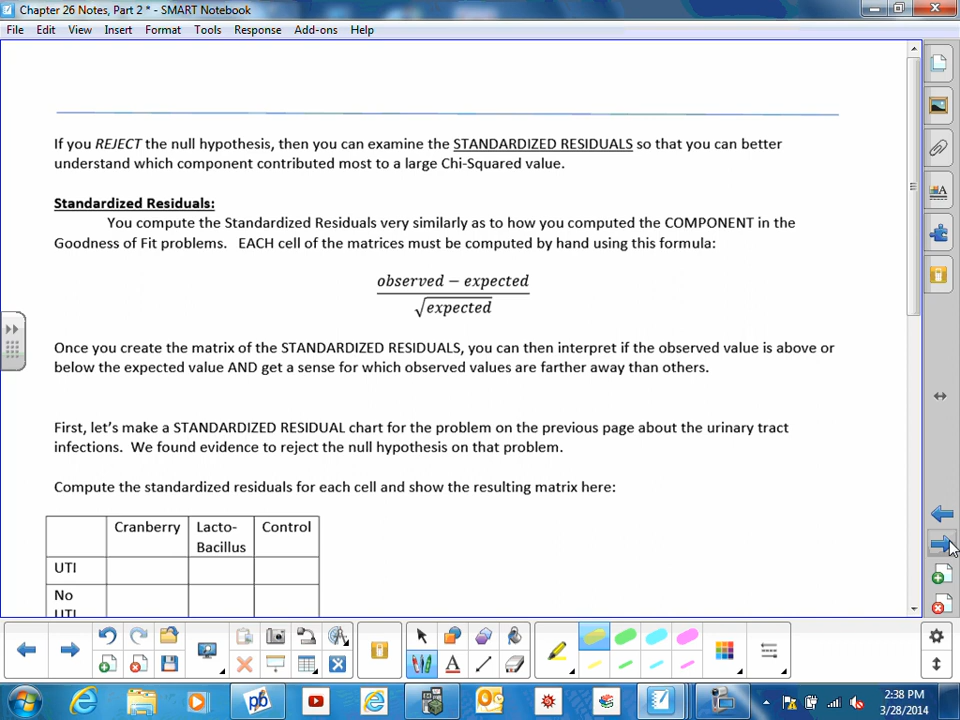 Chapter 26 Notes, Part 2 * - SMART Notebook
File Edit View Insert Format Tools Response Add-ons Help
If you REJECT the null hypothesis, then you can examine the STANDARDIZED RESIDUALS so that you can better
understand which component contributed most to a large Chi-Squared value.
Standardized Residuals:
You compute the Standardized Residuals very similarly as to how you computed the COMPONENT in the
Goodness of Fit problems. EACH cell of the matrices must be computed by hand using this formula:
observed − expected
√expected
Once you create the matrix of the STANDARDIZED RESIDUALS, you can then interpret if the observed value is above or
below the expected value AND get a sense for which observed values are farther away than others.
First, let's make a STANDARDIZED RESIDUAL chart for the problem on the previous page about the urinary tract
infections. We found evidence to reject the null hypothesis on that problem.
Compute the standardized residuals for each cell and show the resulting matrix here:
Cranberry Lacto- Control
Bacillus
UTI
No
UTI
A
pb
2:38 PM
3/28/2014